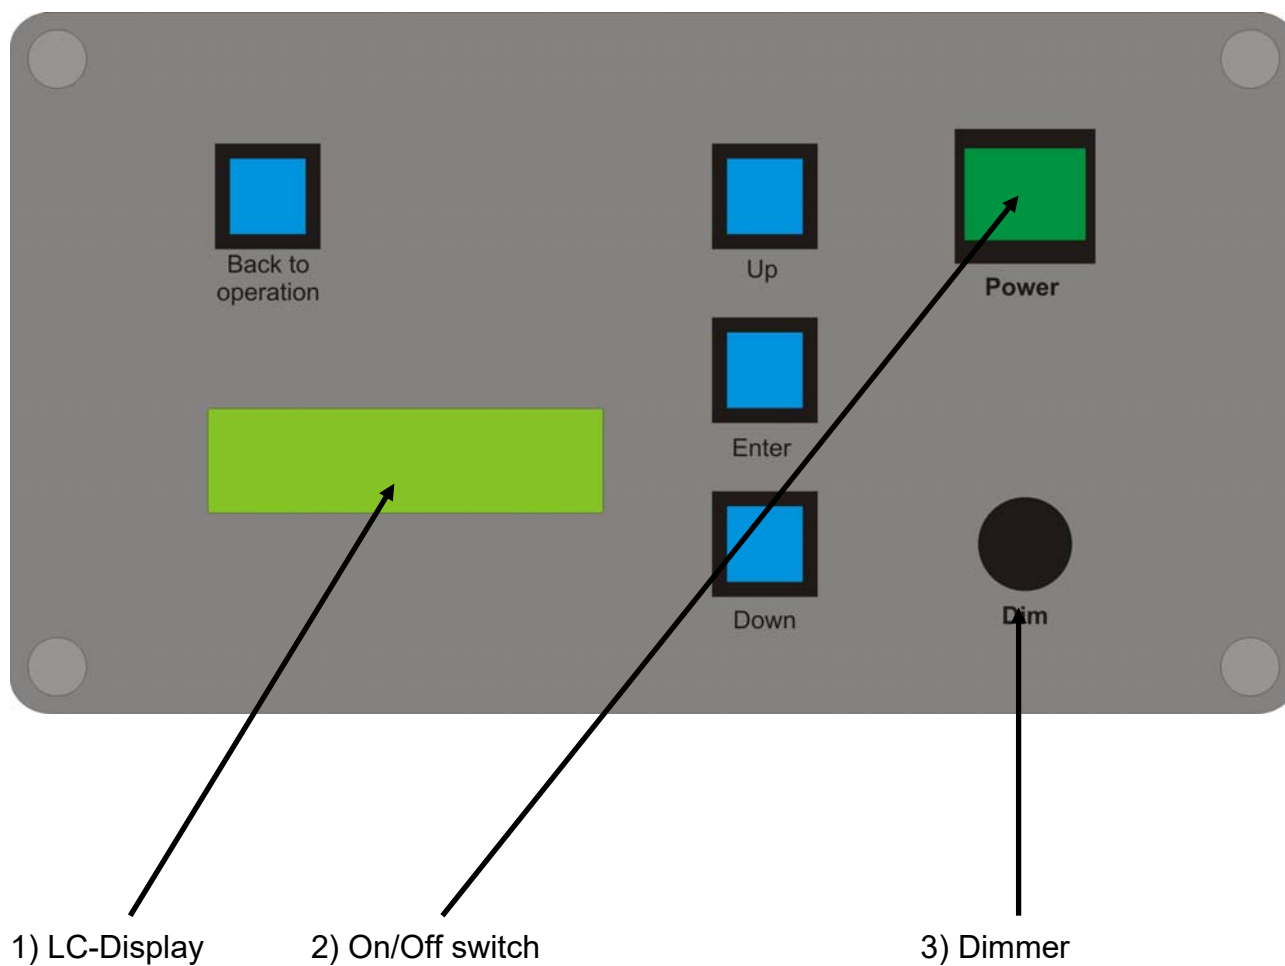 Back to
operation
Up
Power
Enter
Down
Dim
1) LC-Display
2) On/Off switch
3) Dimmer